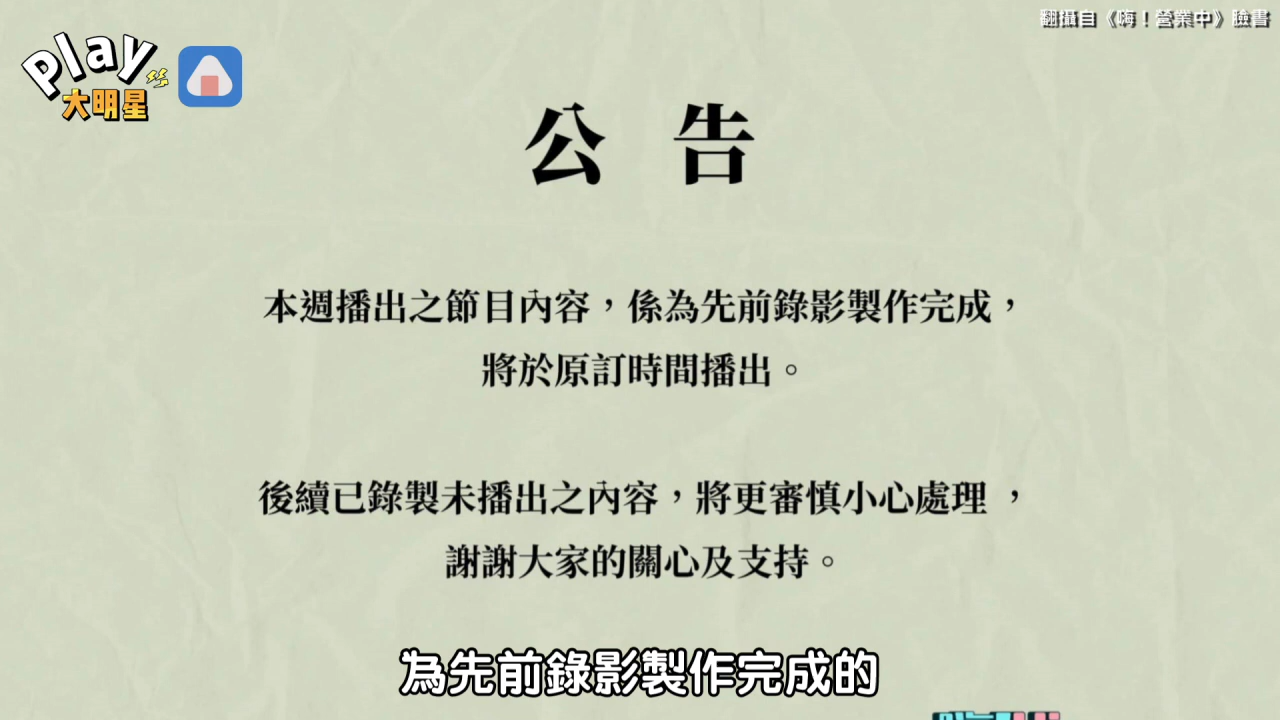 翻攝自《嗨！營業中》臉書
Play
大明星
公告
本週播出之節目內容，係為先前錄影製作完成，
將於原訂時間播出。
後續已錄製未播出之內容，將更審慎小心處理，
謝謝大家的關心及支持。
為先前錄影製作完成的